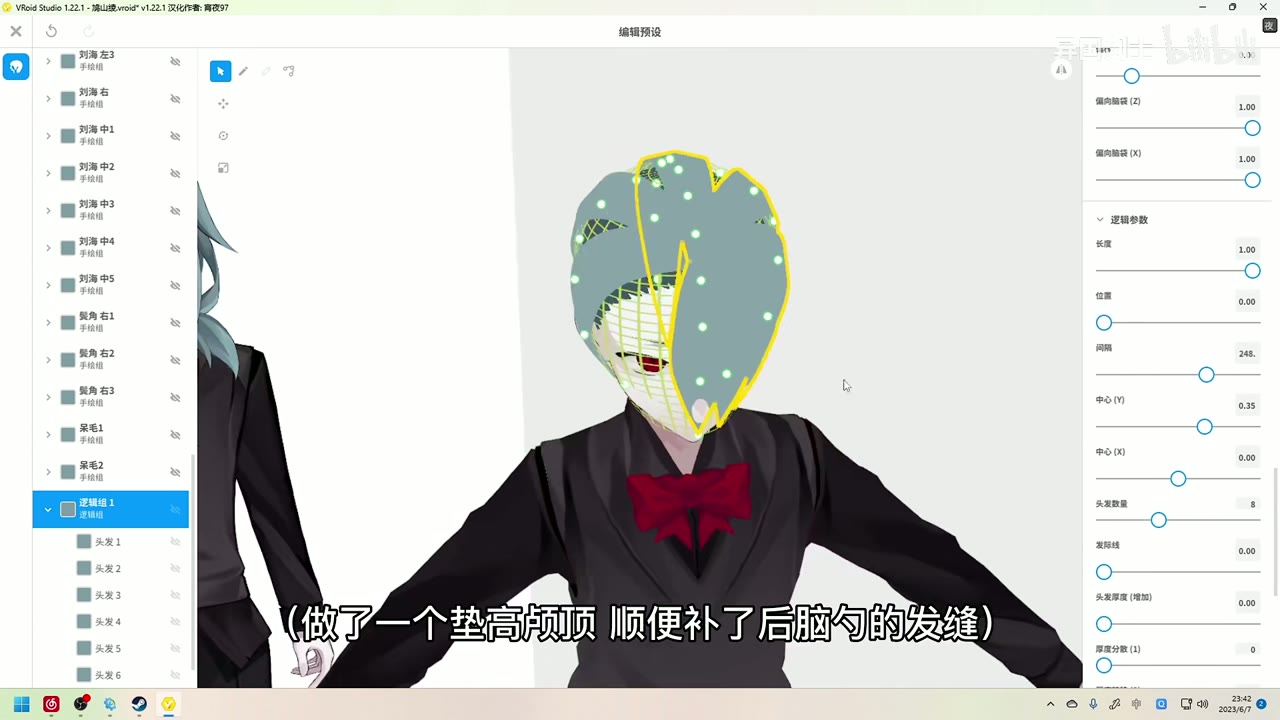 VRoid Studio 1.22.1 - 鸠山绫.vroid* v1.22.1 汉化作者: 宵夜97
编辑预设
夜
bilibili
刘海 左3
手绘组
刘海 右
手绘组
刘海 中1
手绘组
刘海 中2
手绘组
刘海 中3
手绘组
刘海 中4
手绘组
刘海 中5
手绘组
鬓角 右1
手绘组
鬓角 右2
手绘组
鬓角 右3
手绘组
呆毛1
手绘组
呆毛2
手绘组
逻辑组 1
逻辑组
头发 1
头发 2
头发 3
头发 4
头发 5
头发 6
0.00
偏向脑袋 (Z)
1.00
偏向脑袋 (X)
1.00
逻辑参数
长度
1.00
位置
0.00
间隔
248.
中心 (Y)
0.35
中心 (X)
0.00
头发数量
8
发际线
0.00
头发厚度 (增加)
0.00
厚度分散 (1)
0
（做了一个垫高颅顶 顺便补了后脑勺的发缝）
中
23:42
2023/6/7
2